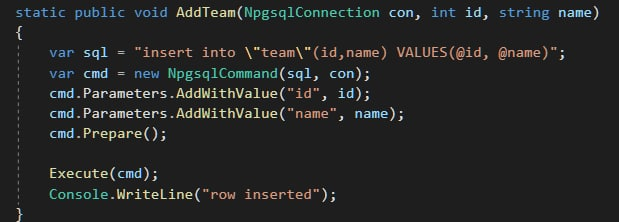 static public void AddTeam(NpgsqlConnection con, int id, string name)
{
var sql = "insert into \"team\"(id,name) VALUES(@id, @name)";
var cmd = new NpgsqlCommand(sql, con);
cmd.Parameters.AddWithValue("id", id);
cmd.Parameters.AddWithValue("name", name);
cmd.Prepare();
Execute(cmd);
Console.WriteLine("row inserted");
}